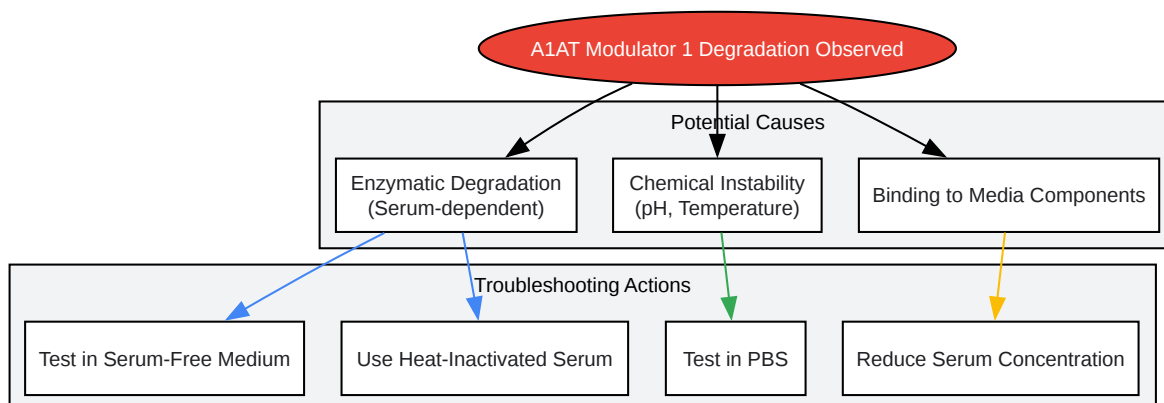 A1AT Modulator 1 Degradation Observed
Potential Causes
Enzymatic Degradation
(Serum-dependent)
Chemical Instability
(pH, Temperature)
Binding to Media Components
Troubleshooting Actions
Test in Serum-Free Medium
Use Heat-Inactivated Serum
Test in PBS
Reduce Serum Concentration